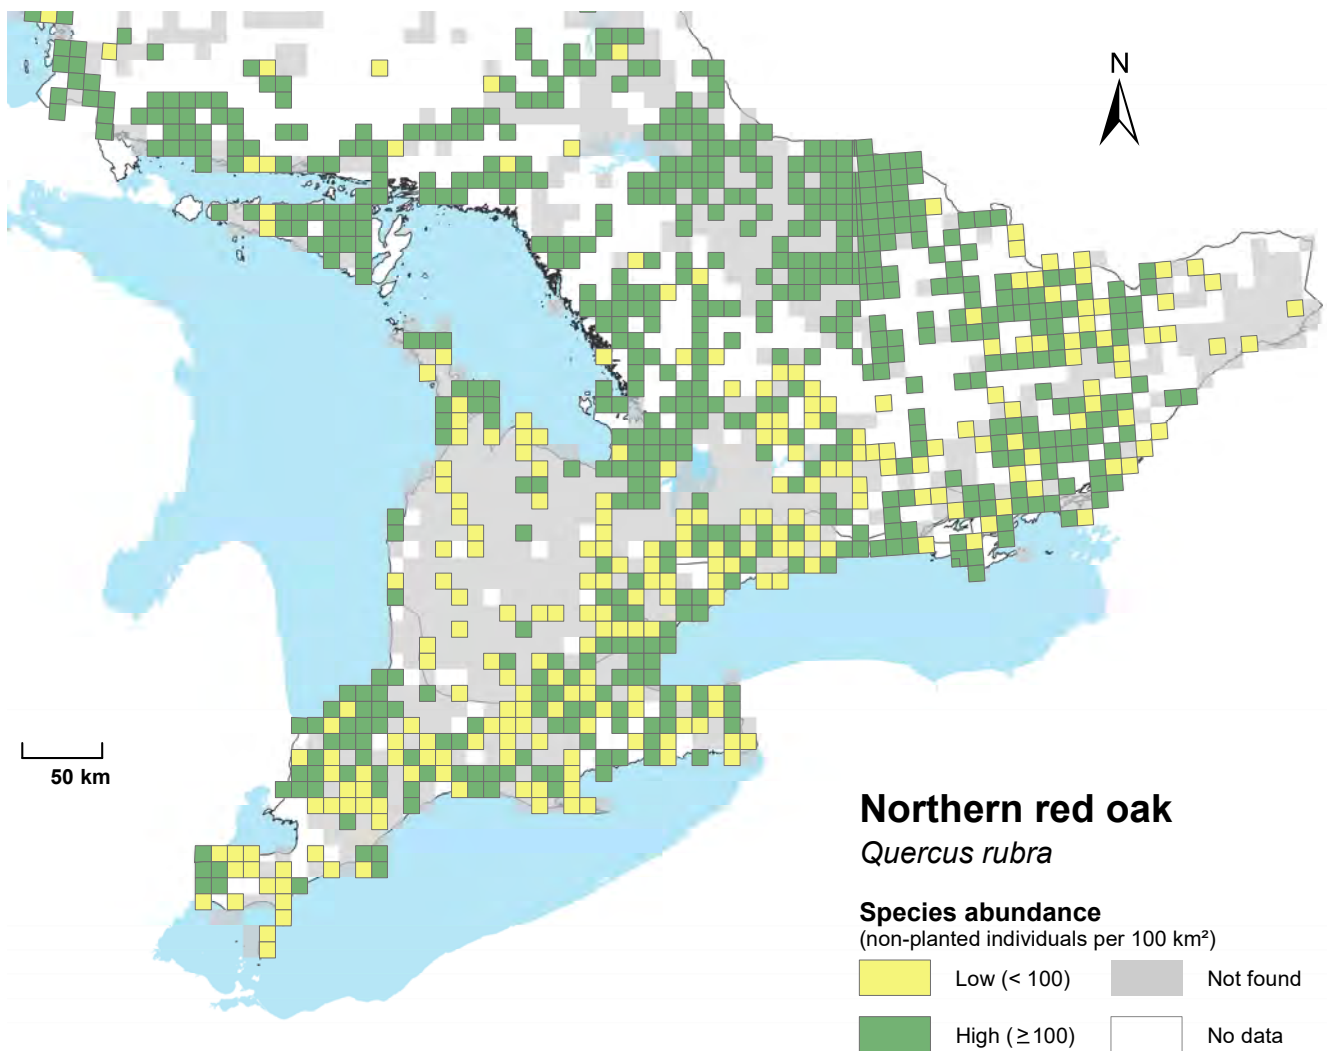 N
50 km
Northern red oak
Quercus rubra
Species abundance
(non-planted individuals per 100 km²)
Low (< 100)
Not found
High (≥100)
No data